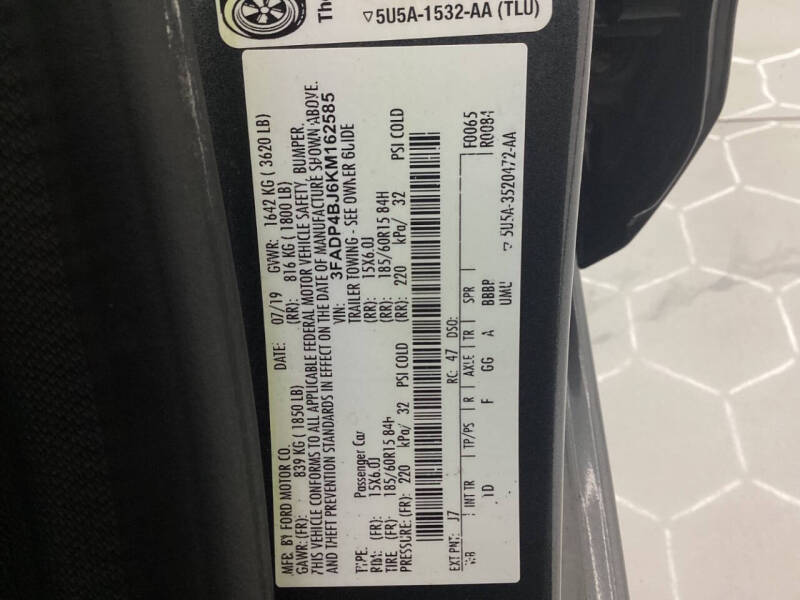 The
▽5U5A-1532-AA (TLU)
MFD. BY FORD MOTOR CO.
DATE: 07/19 GVWR: 1642 KG ( 3620 LB)
GAWR: (FR): 839 KG ( 1850 LB) (RR): 816 KG ( 1800 LB)
THIS VEHICLE CONFORMS TO ALL APPLICABLE FEDERAL MOTOR VEHICLE SAFETY, BUMPER,
AND THEFT PREVENTION STANDARDS IN EFFECT ON THE DATE OF MANUFACTURE SHOWN ABOVE.
VIN: 3FADP4BJ6KM162585
TYPE: Passenger Car TRAILER TOWING - SEE OWNER GUIDE
RIM: (FR): 15X6.0J (RR): 15X6.0J
TIRE (FR): 185/60R15 84H (RR): 185/60R15 84H
PRESSURE: (FR): 220 kPa/ 32 PSI COLD (RR): 220 kPa/ 32 PSI COLD
EXT PNT: J7 RC: 47 DSO: F0065
WB INT TR TP/PS R AXLE TR SPR R0084
ID F GG A BBBP
UMU
▽ 5U5A-3520472-AA